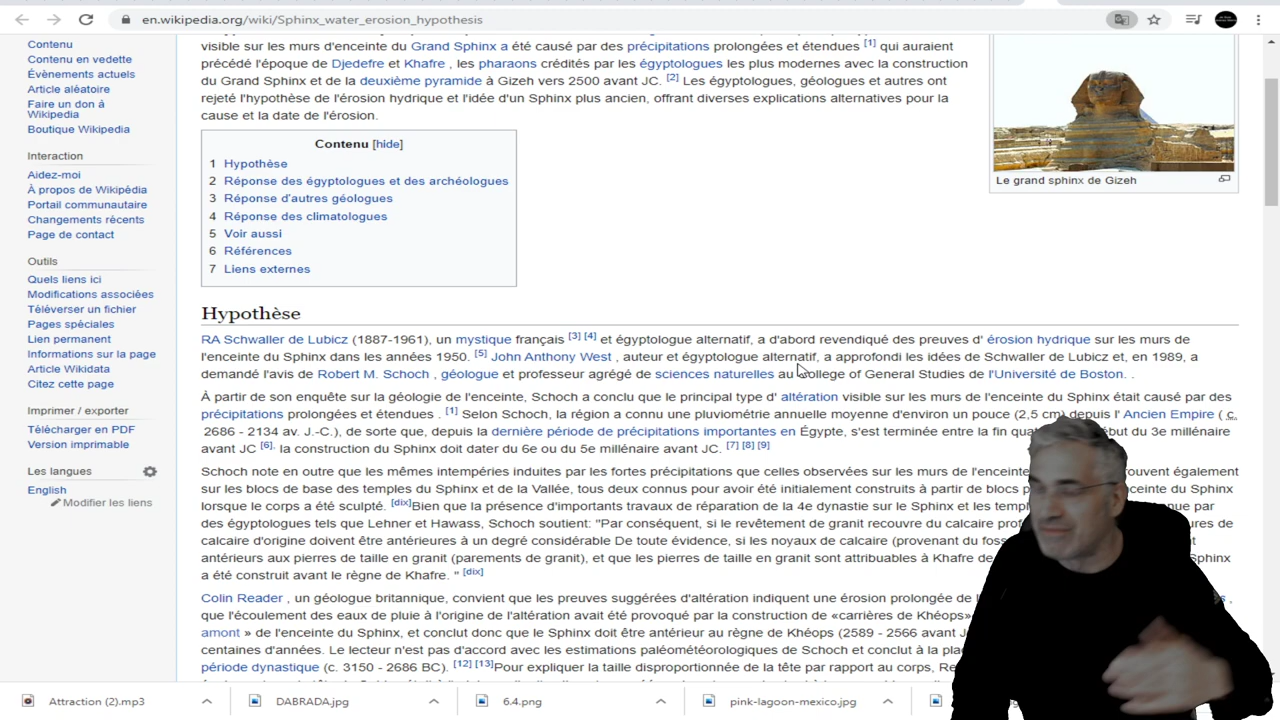 en.wikipedia.org/wiki/Sphinx_water_erosion_hypothesis
Contenu
Contenu en vedette
Évènements actuels
Article aléatoire
Faire un don à
Wikipedia
Boutique Wikipedia
Interaction
Aidez-moi
À propos de Wikipédia
Portail communautaire
Changements récents
Page de contact
Outils
Quels liens ici
Modifications associées
Téléverser un fichier
Pages spéciales
Lien permanent
Informations sur la page
Article Wikidata
Citez cette page
Imprimer / exporter
Télécharger en PDF
Version imprimable
Les langues
English
Modifier les liens
visible sur les murs d'enceinte du Grand Sphinx a été causé par des précipitations prolongées et étendues [1] qui auraient
précédé l'époque de Djedefre et Khafre , les pharaons crédités par les égyptologues les plus modernes avec la construction
du Grand Sphinx et de la deuxième pyramide à Gizeh vers 2500 avant JC. [2] Les égyptologues, géologues et autres ont
rejeté l'hypothèse de l'érosion hydrique et l'idée d'un Sphinx plus ancien, offrant diverses explications alternatives pour la
cause et la date de l'érosion.
Le grand sphinx de Gizeh
Contenu [hide]
1 Hypothèse
2 Réponse des égyptologues et des archéologues
3 Réponse d'autres géologues
4 Réponse des climatologues
5 Voir aussi
6 Références
7 Liens externes
Hypothèse
RA Schwaller de Lubicz (1887-1961), un mystique français [3] [4] et égyptologue alternatif, a d'abord revendiqué des preuves d' érosion hydrique sur les murs de
l'enceinte du Sphinx dans les années 1950. [5] John Anthony West , auteur et égyptologue alternatif, a approfondi les idées de Schwaller de Lubicz et, en 1989, a
demandé l'avis de Robert M. Schoch , géologue et professeur agrégé de sciences naturelles au College of General Studies de l'Université de Boston. .
À partir de son enquête sur la géologie de l'enceinte, Schoch a conclu que le principal type d' altération visible sur les murs de l'enceinte du Sphinx était causé par des
précipitations prolongées et étendues . [1] Selon Schoch, la région a connu une pluviométrie annuelle moyenne d'environ un pouce (2,5 cm) depuis l' Ancien Empire ( c.
2686 - 2134 av. J.-C.), de sorte que, depuis la dernière période de précipitations importantes en Égypte, s'est terminée entre la fin début du 3e millénaire
avant JC [6], la construction du Sphinx doit dater du 6e ou du 5e millénaire avant JC. [7] [8] [9]
Schoch note en outre que les mêmes intempéries induites par les fortes précipitations que celles observées sur les murs de l'enceinte également
sur les blocs de base des temples du Sphinx et de la Vallée, tous deux connus pour avoir été initialement construits à partir de blocs du Sphinx
lorsque le corps a été sculpté. [dix]Bien que la présence d'importants travaux de réparation de la 4e dynastie sur le Sphinx et les par
des égyptologues tels que Lehner et Hawass, Schoch soutient: "Par conséquent, si le revêtement de granit recouvre du calcaire de
calcaire d'origine doivent être antérieures à un degré considérable De toute évidence, si les noyaux de calcaire (provenant du
antérieurs aux pierres de taille en granit (parements de granit), et que les pierres de taille en granit sont attribuables à Khafre Sphinx
a été construit avant le règne de Khafre. " [dix]
Colin Reader , un géologue britannique, convient que les preuves suggérées d'altération indiquent une érosion prolongée de
que l'écoulement des eaux de pluie à l'origine de l'altération avait été provoqué par la construction de «carrières de Khéops»
amont » de l'enceinte du Sphinx, et conclut donc que le Sphinx doit être antérieur au règne de Khéops (2589 - 2566 avant
centaines d'années. Le lecteur n'est pas d'accord avec les estimations paléométéorologiques de Schoch et conclut à la
période dynastique (c. 3150 - 2686 BC). [12] [13]Pour expliquer la taille disproportionnée de la tête par rapport au corps,
Attraction (2).mp3
DABRADA.jpg
6.4.png
pink-lagoon-mexico.jpg